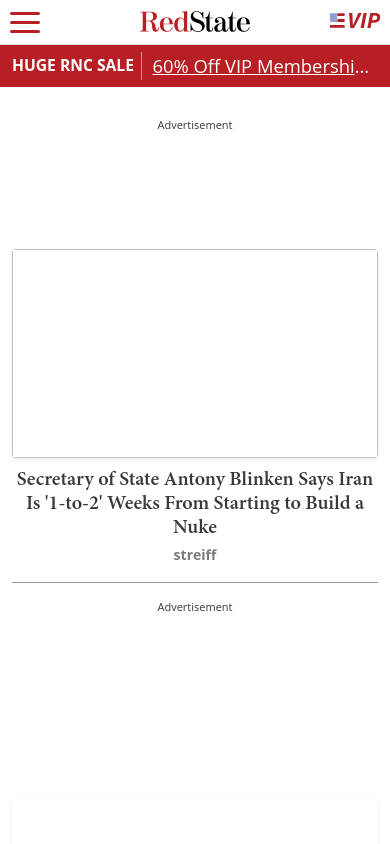 RedState
VIP
HUGE RNC SALE
60% Off VIP Membershi...
Advertisement
Secretary of State Antony Blinken Says Iran
Is '1-to-2' Weeks From Starting to Build a
Nuke
streiff
Advertisement